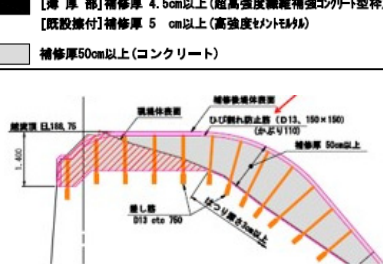 [薄 厚 部]補修厚 4.5cm以上(超高強度繊維補強コンクリート型枠
[既設擦付]補修厚 5 cm以上(高強度セメントモルタル)
補修厚50cm以上(コンクリート)
補修後堤体表面
現堤体表面
ひび割れ防止筋(D13、150×150)
(かぶり110)
越流頂 EL188.75
補修厚 50cm以上
1,400
差し筋
D13 ctc 750
はつり深さ3cm以上